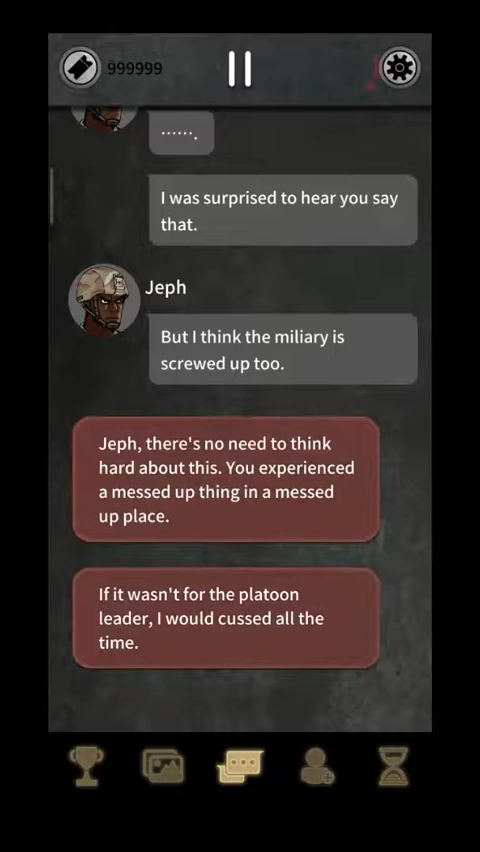 999999
.......
I was surprised to hear you say
that.
Jeph
But I think the miliary is
screwed up too.
Jeph, there's no need to think
hard about this. You experienced
a messed up thing in a messed
up place.
If it wasn't for the platoon
leader, I would cussed all the
time.